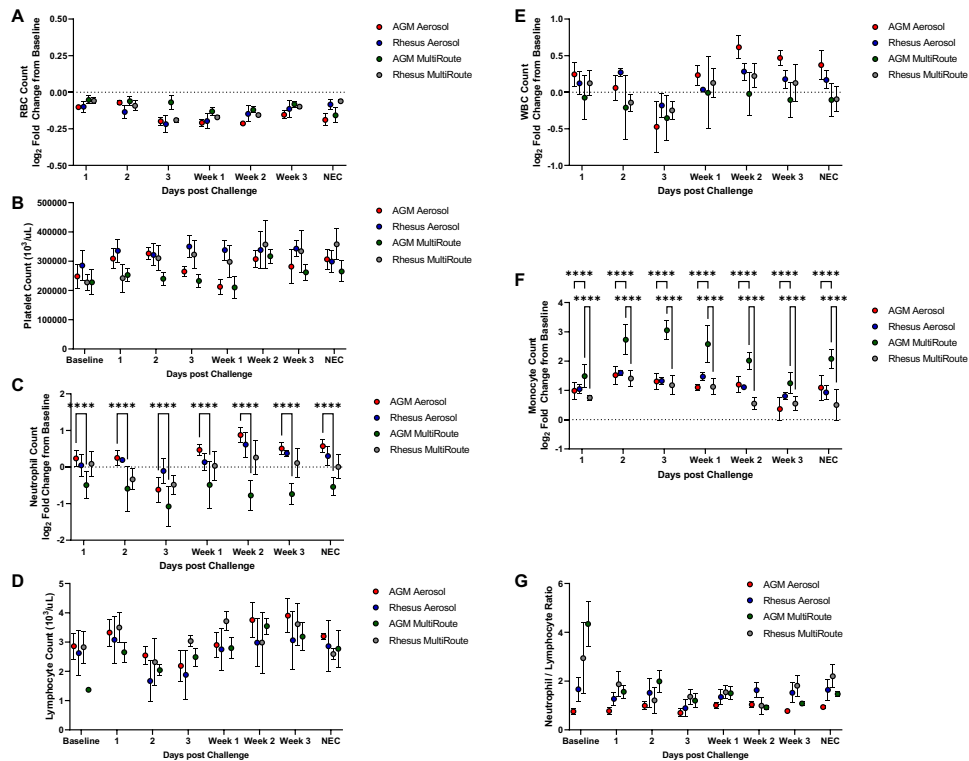 A
RBC Count
log2 Fold Change from Baseline
0.50
0.25
0.00
-0.25
-0.50
1
2
3
Week 1
Week 2
Week 3
NEC
Days post Challenge
AGM Aerosol
Rhesus Aerosol
AGM MultiRoute
Rhesus MultiRoute
B
Platelet Count (10^3/uL)
500000
400000
300000
200000
100000
0
Baseline
1
2
3
Week 1
Week 2
Week 3
NEC
Days post Challenge
AGM Aerosol
Rhesus Aerosol
AGM MultiRoute
Rhesus MultiRoute
C
Neutrophil Count
log2 Fold Change from Baseline
2
1
0
-1
-2
**** **** **** **** **** **** ****
1
2
3
Week 1
Week 2
Week 3
NEC
Days post Challenge
AGM Aerosol
Rhesus Aerosol
AGM MultiRoute
Rhesus MultiRoute
D
Lymphocyte Count (10^3/uL)
5
4
3
2
1
0
Baseline
1
2
3
Week 1
Week 2
Week 3
NEC
Days post Challenge
AGM Aerosol
Rhesus Aerosol
AGM MultiRoute
Rhesus MultiRoute
E
WBC Count
log2 Fold Change from Baseline
1.0
0.5
0.0
-0.5
1.0
1
2
3
Week 1
Week 2
Week 3
NEC
Days post Challenge
AGM Aerosol
Rhesus Aerosol
AGM MultiRoute
Rhesus MultiRoute
F
Monocyte Count
log2 Fold Change from Baseline
4
3
2
1
0
-1
**** **** **** **** **** **** ****
**** **** **** **** **** **** ****
1
2
3
Week 1
Week 2
Week 3
NEC
Days post Challenge
AGM Aerosol
Rhesus Aerosol
AGM MultiRoute
Rhesus MultiRoute
G
Neutrophil / Lymphocyte Ratio
6
4
2
0
Baseline
1
2
3
Week 1
Week 2
Week 3
NEC
Days post Challenge
AGM Aerosol
Rhesus Aerosol
AGM MultiRoute
Rhesus MultiRoute